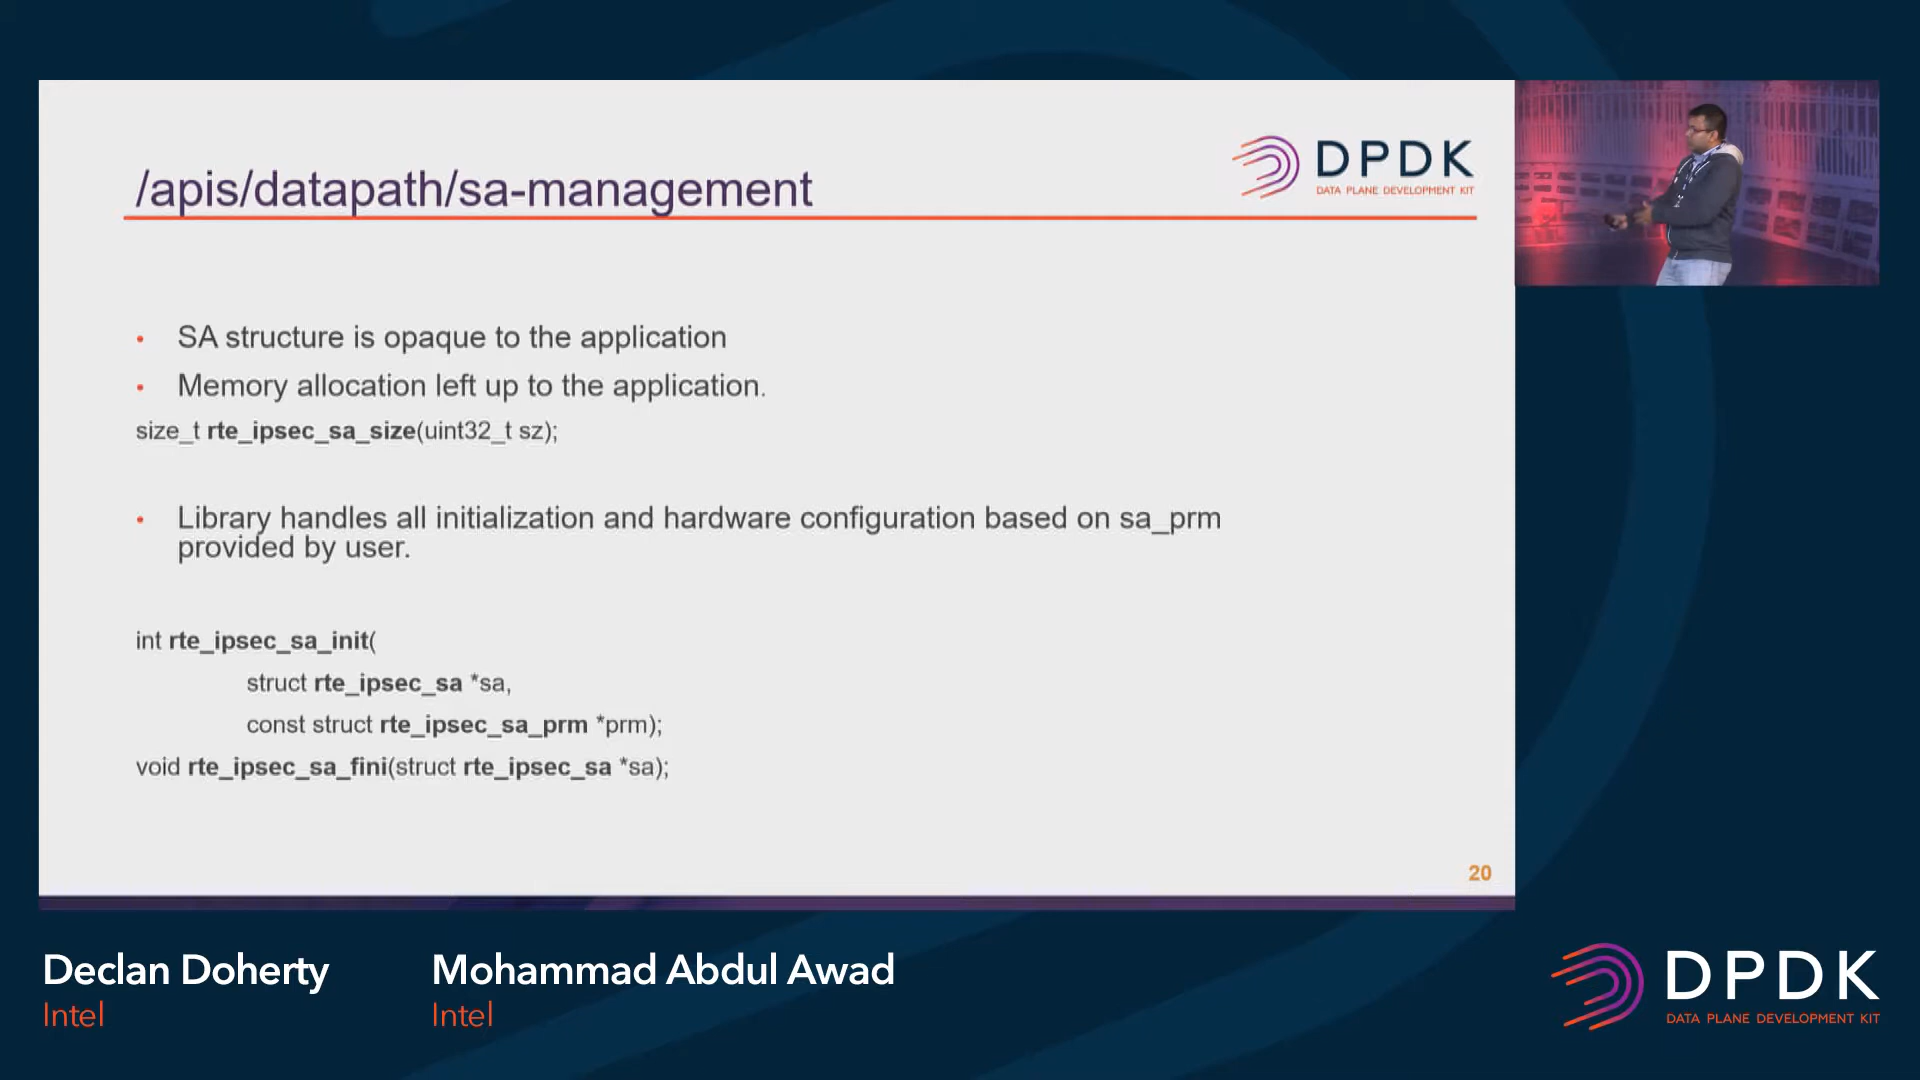 /apis/datapath/sa-management
DPDK
DATA PLANE DEVELOPMENT KIT
• SA structure is opaque to the application
• Memory allocation left up to the application.
size_t rte_ipsec_sa_size(uint32_t sz);
• Library handles all initialization and hardware configuration based on sa_prm
provided by user.
int rte_ipsec_sa_init(
struct rte_ipsec_sa *sa,
const struct rte_ipsec_sa_prm *prm);
void rte_ipsec_sa_fini(struct rte_ipsec_sa *sa);
20
Declan Doherty
Intel
Mohammad Abdul Awad
Intel
DPDK
DATA PLANE DEVELOPMENT KIT